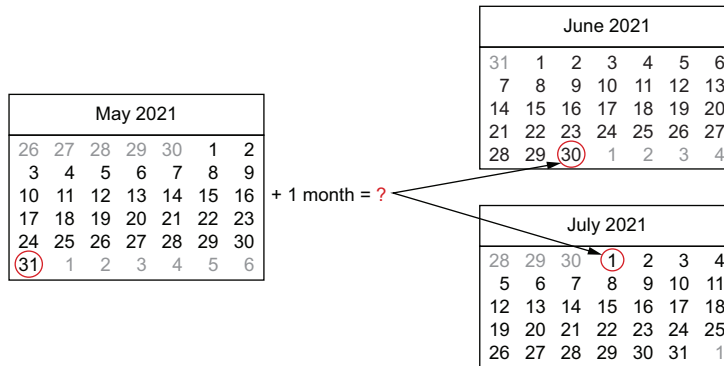 May 2021
26 27 28 29 30 1 2
3 4 5 6 7 8 9
10 11 12 13 14 15 16
17 18 19 20 21 22 23
24 25 26 27 28 29 30
31 1 2 3 4 5 6
+ 1 month = ?
June 2021
31 1 2 3 4 5 6
7 8 9 10 11 12 13
14 15 16 17 18 19 20
21 22 23 24 25 26 27
28 29 30 1 2 3 4
July 2021
28 29 30 1 2 3 4
5 6 7 8 9 10 11
12 13 14 15 16 17 18
19 20 21 22 23 24 25
26 27 28 29 30 31 1